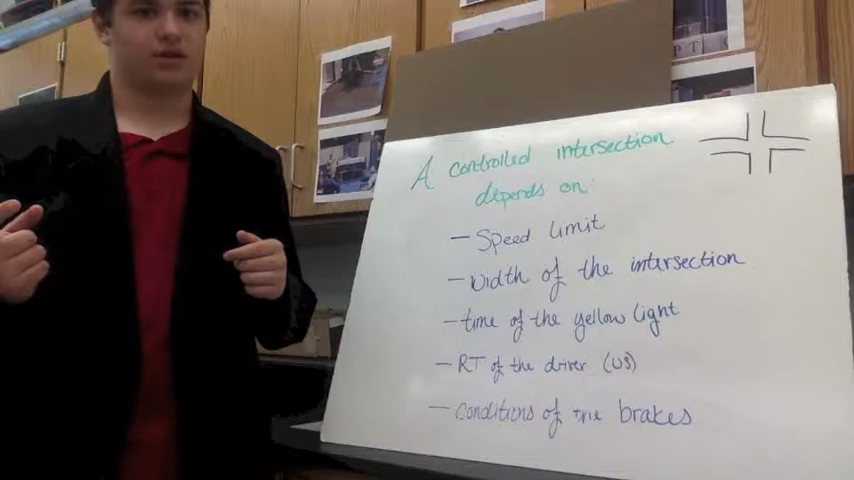 A controlled intersection
depends on:
- Speed limit
- Width of the intersection
- time of the yellow light
- RT of the driver (us)
- Conditions of the brakes